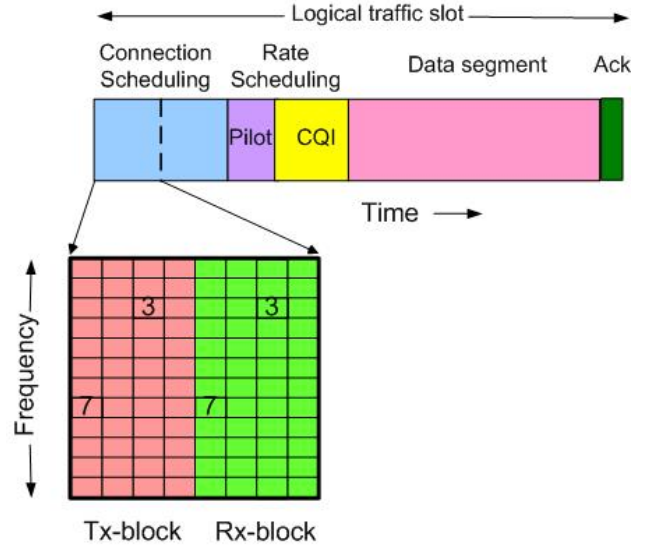 Logical traffic slot
Connection Scheduling
Rate Scheduling
Data segment
Ack
Pilot
CQI
Time
Frequency
3 3
7 7
Tx-block Rx-block